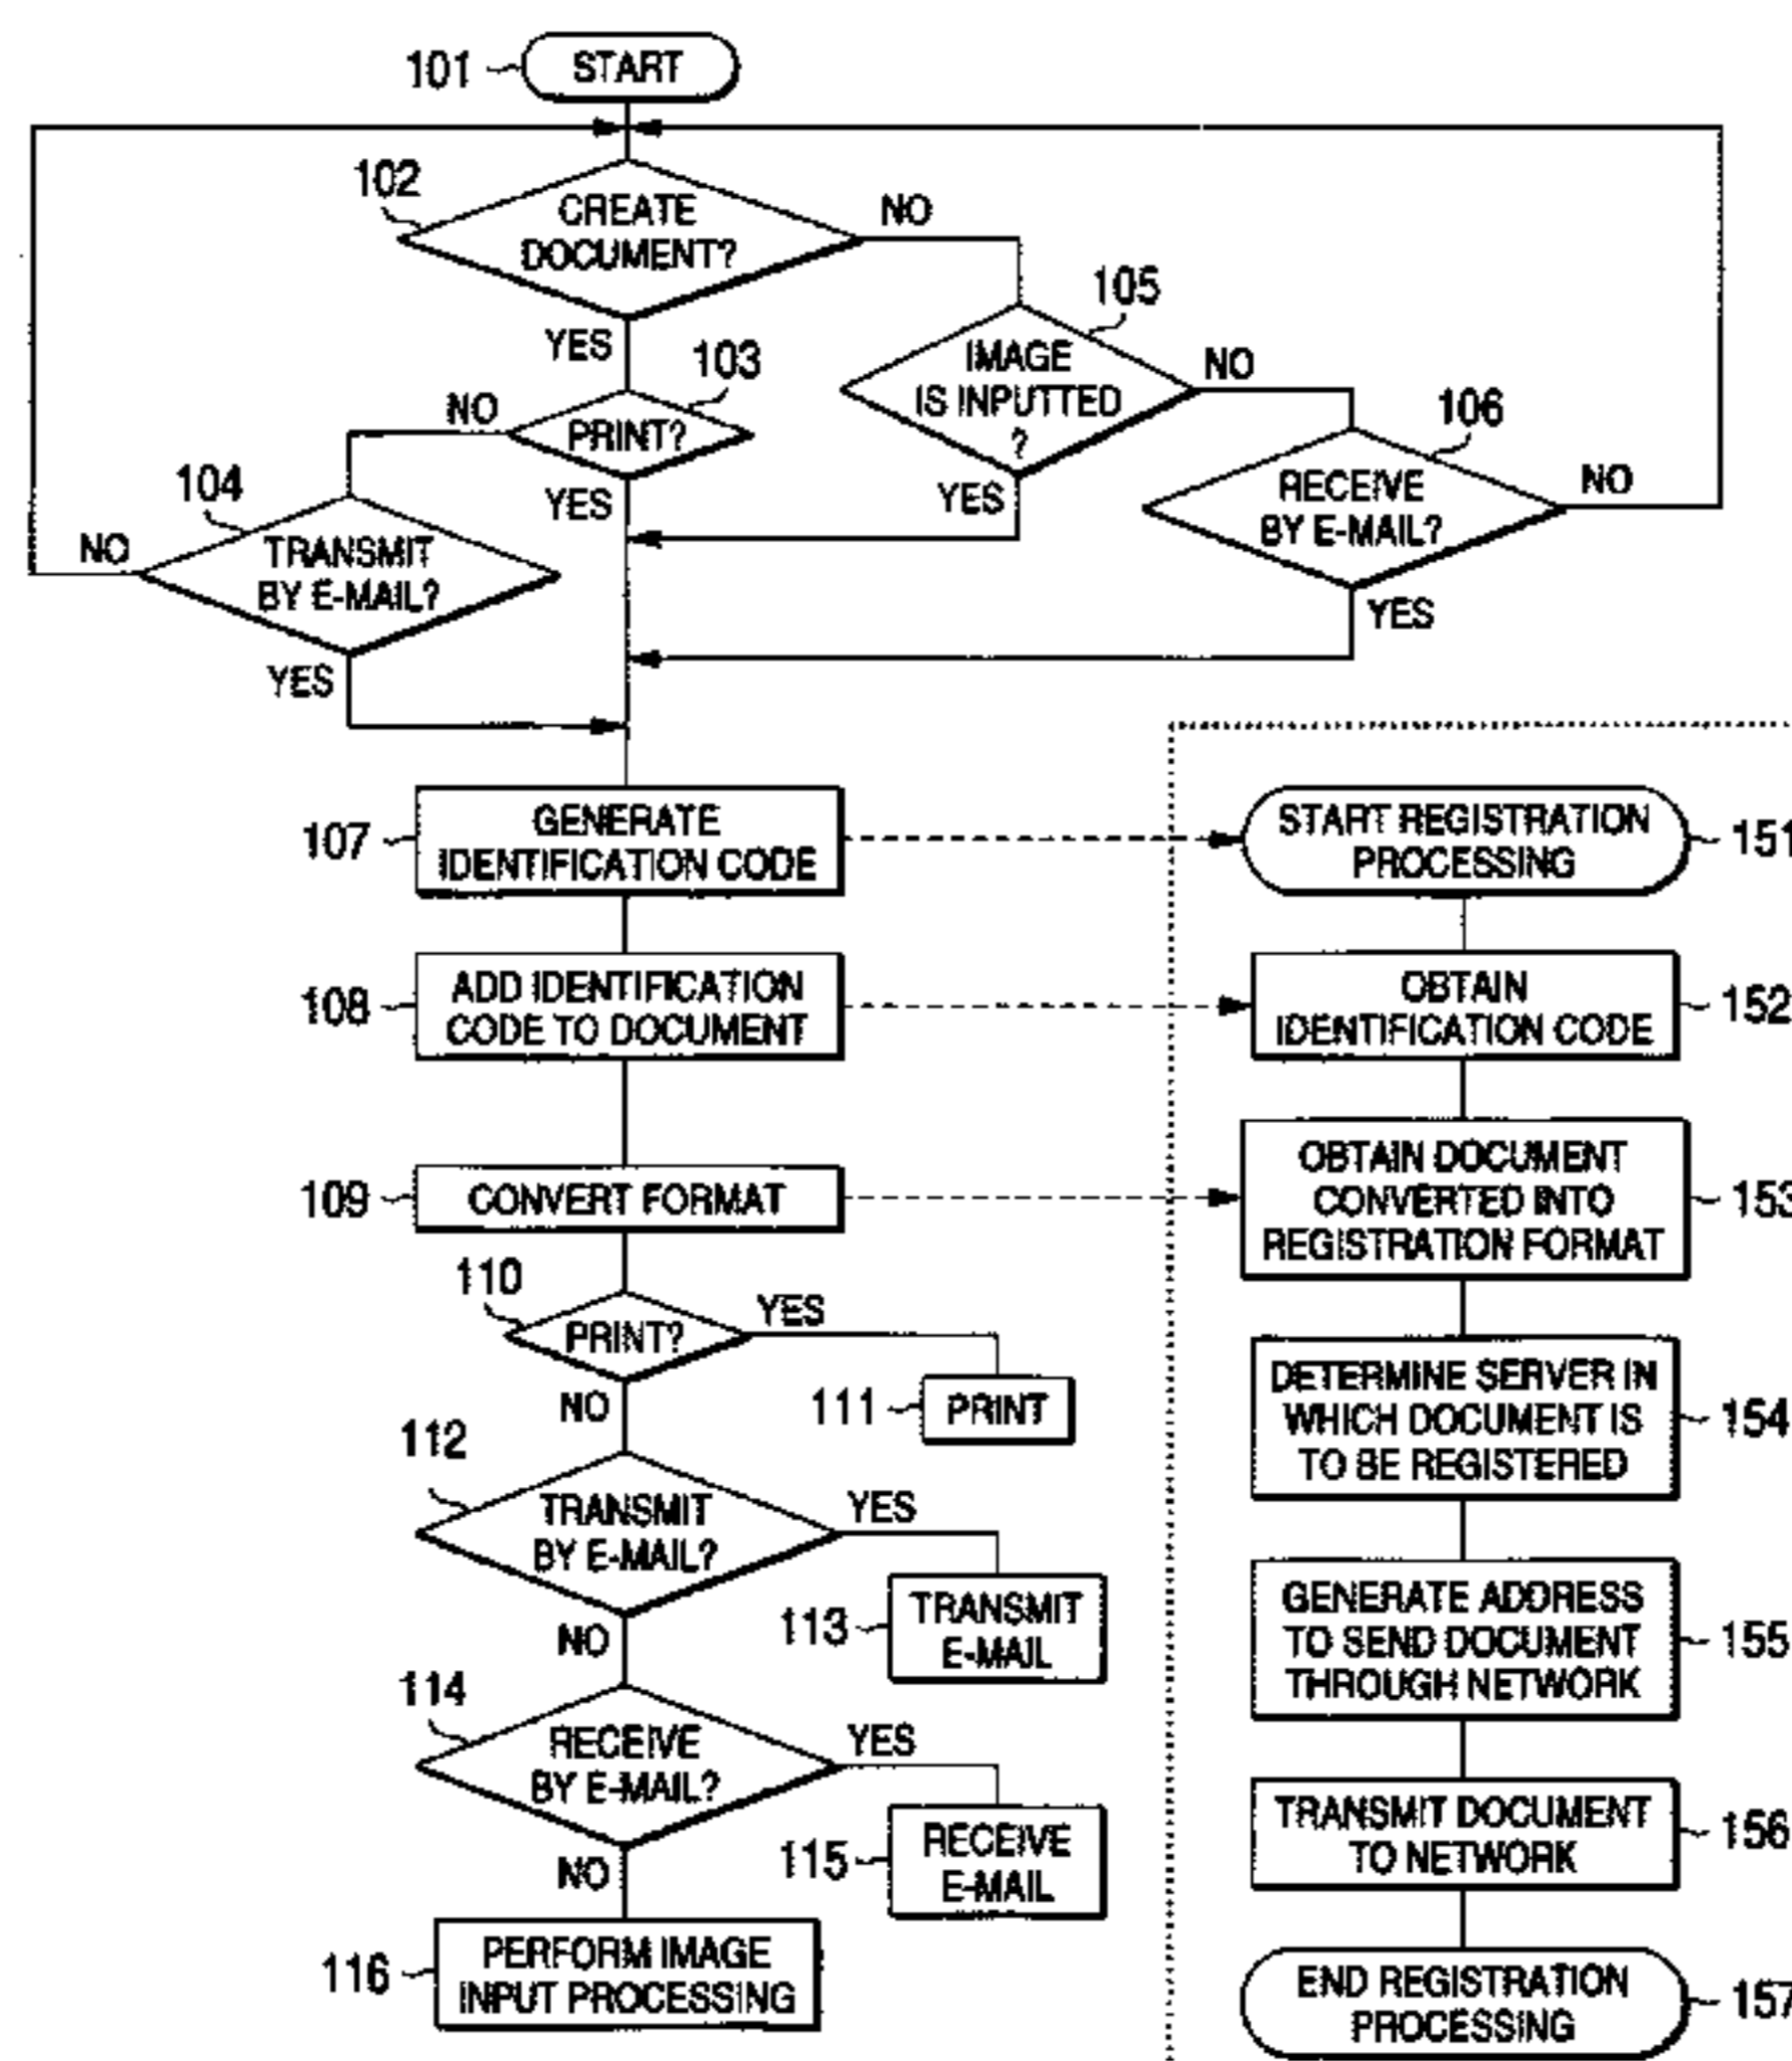 101
START
102
CREATE
DOCUMENT?
NO
YES
105
IMAGE
IS INPUTTED
?
NO
YES
103
PRINT?
NO
YES
106
RECEIVE
BY E-MAIL?
NO
YES
104
TRANSMIT
BY E-MAIL?
NO
YES
107
GENERATE
IDENTIFICATION CODE
108
ADD IDENTIFICATION
CODE TO DOCUMENT
109
CONVERT FORMAT
110
PRINT?
YES
NO
111
PRINT
112
TRANSMIT
BY E-MAIL?
YES
NO
113
TRANSMIT
E-MAIL
114
RECEIVE
BY E-MAIL?
YES
NO
115
RECEIVE
E-MAIL
116
PERFORM IMAGE
INPUT PROCESSING
START REGISTRATION
PROCESSING
151
OBTAIN
IDENTIFICATION CODE
152
OBTAIN DOCUMENT
CONVERTED INTO
REGISTRATION FORMAT
153
DETERMINE SERVER IN
WHICH DOCUMENT IS
TO BE REGISTERED
154
GENERATE ADDRESS
TO SEND DOCUMENT
THROUGH NETWORK
155
TRANSMIT DOCUMENT
TO NETWORK
156
END REGISTRATION
PROCESSING
157